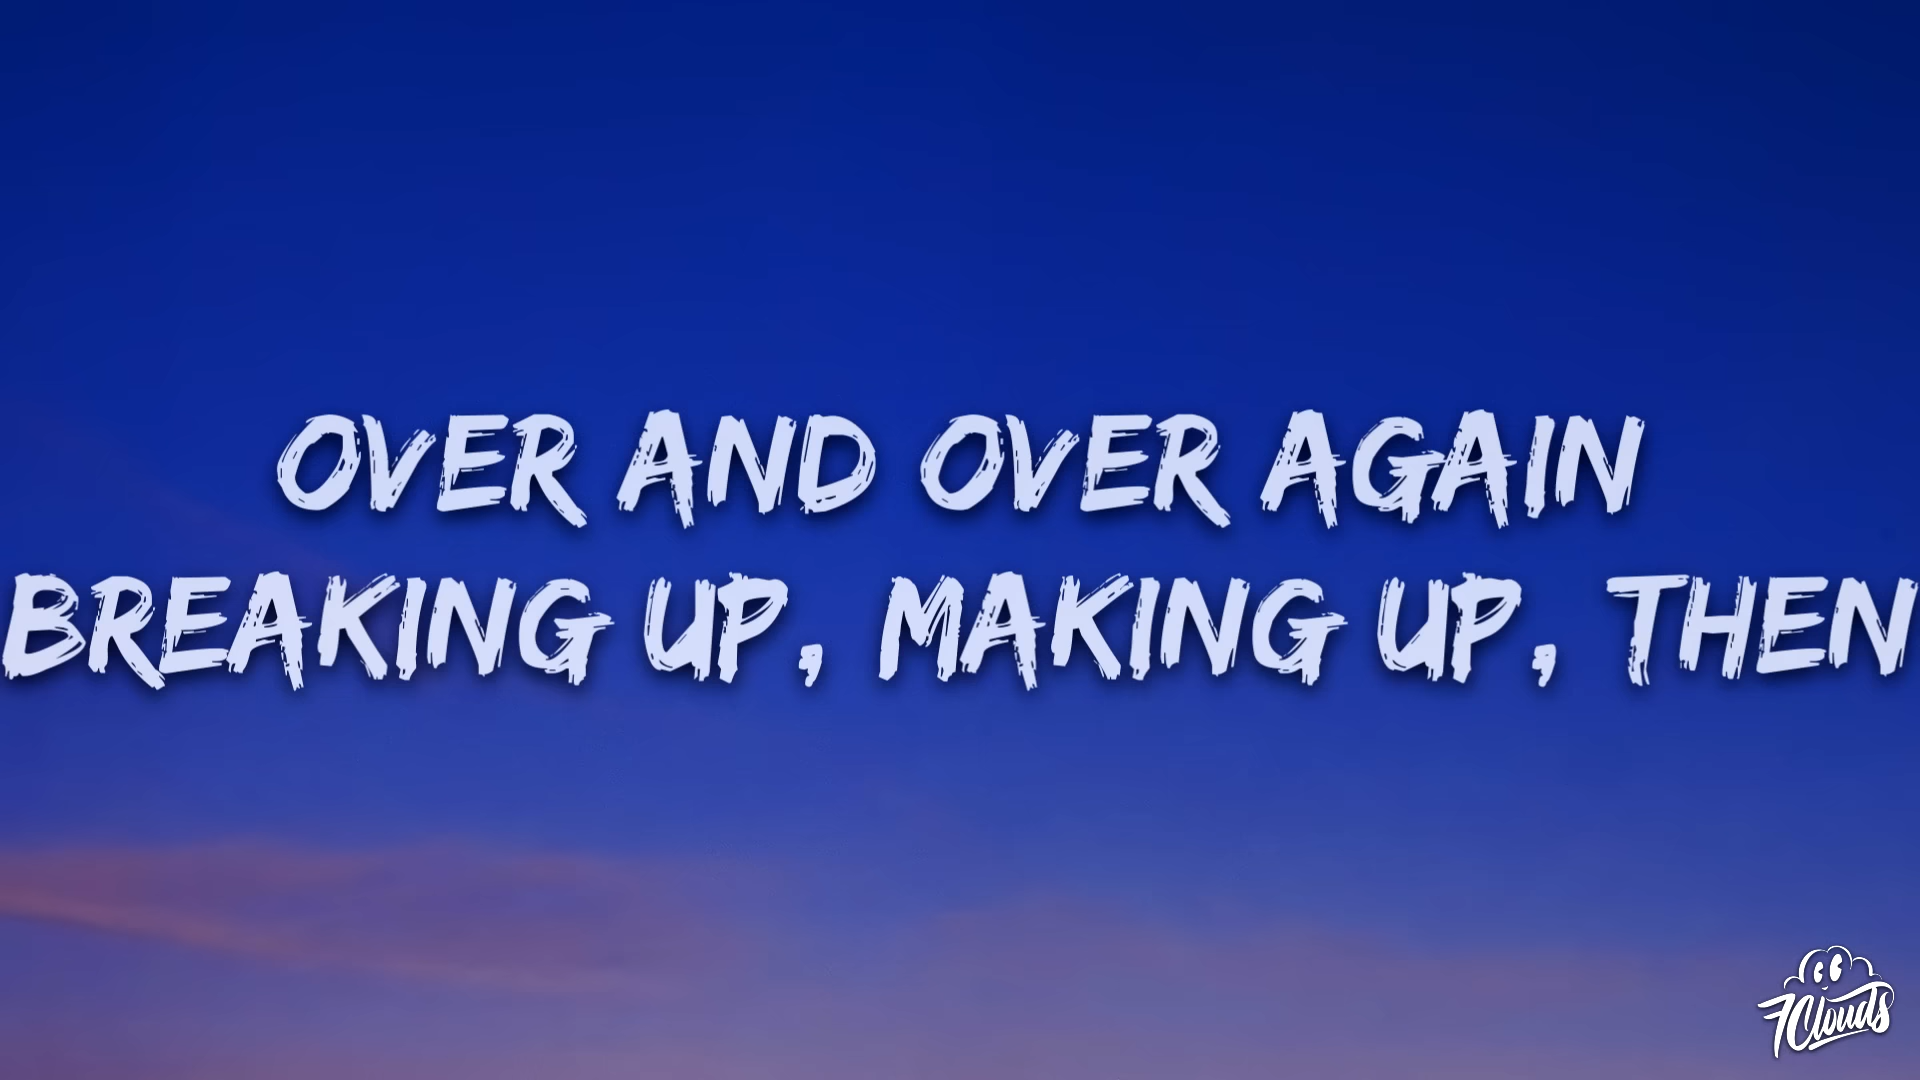 OVER AND OVER AGAIN
BREAKING UP, MAKING UP, THEN
7clouds